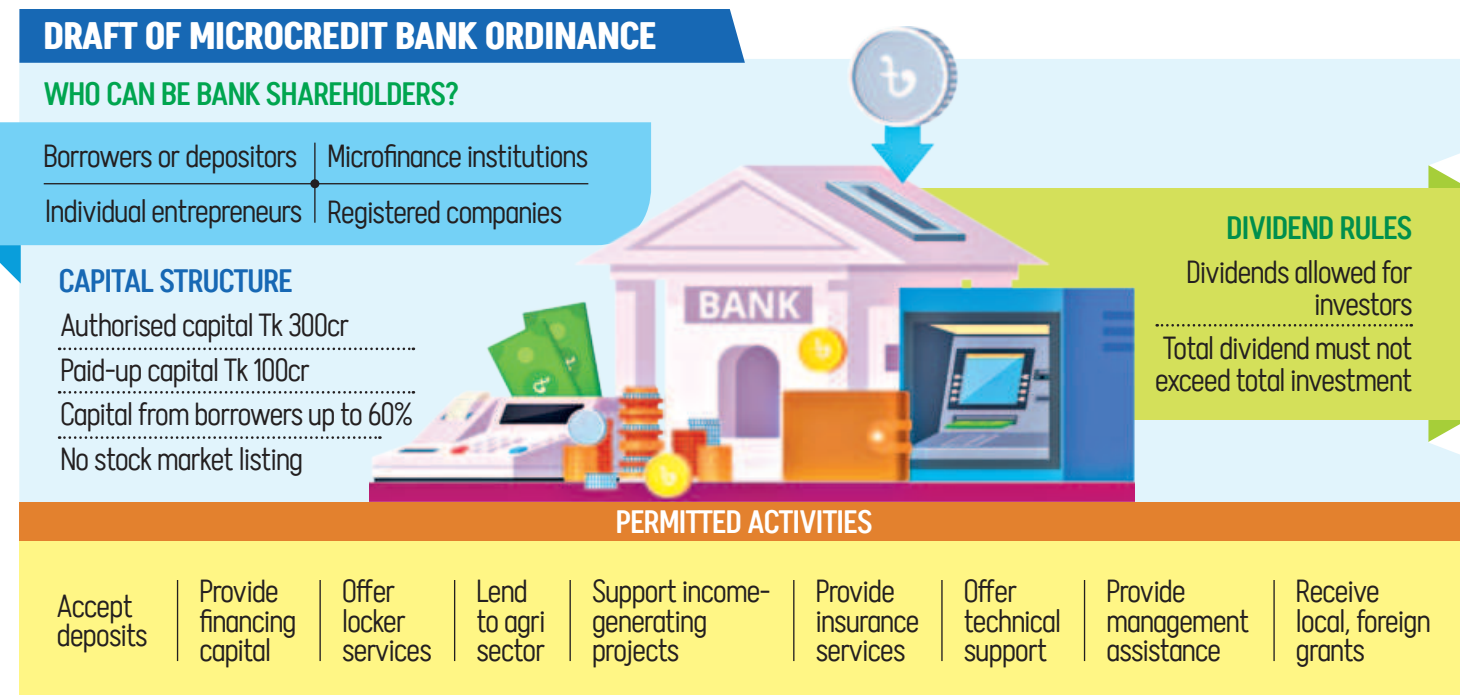 DRAFT OF MICROCREDIT BANK ORDINANCE
WHO CAN BE BANK SHAREHOLDERS?
Borrowers or depositors
Microfinance institutions
Individual entrepreneurs
Registered companies
CAPITAL STRUCTURE
Authorised capital Tk 300cr
Paid-up capital Tk 100cr
Capital from borrowers up to 60%
No stock market listing
৳
BANK
৳
৳
৳
৳
DIVIDEND RULES
Dividends allowed for
investors
Total dividend must not
exceed total investment
PERMITTED ACTIVITIES
Accept
deposits
Provide
financing
capital
Offer
locker
services
Lend
to agri
sector
Support income-
generating
projects
Provide
insurance
services
Offer
technical
support
Provide
management
assistance
Receive
local, foreign
grants